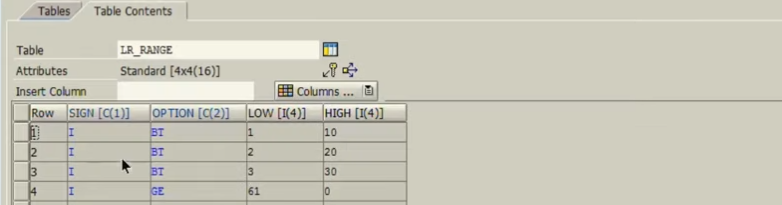 Tables Table Contents
Table LR_RANGE
Attributes Standard [4x4(16)]
Insert Column Columns ...
Row SIGN [C(1)] OPTION [C(2)] LOW [I(4)] HIGH [I(4)]
1 I BT 1 10
2 I BT 2 20
3 I BT 3 30
4 I GE 61 0